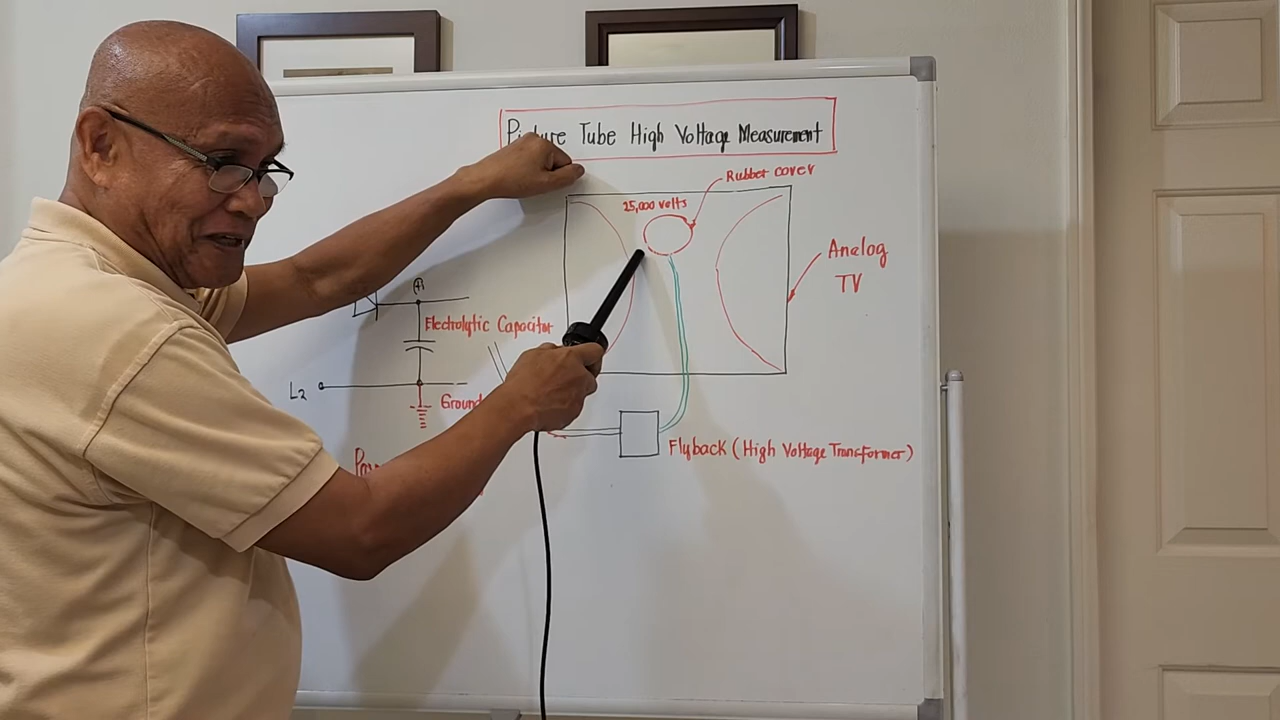 Picture Tube High Voltage Measurement
Rubber cover
25,000 volts
Analog
TV
(+)
Electrolytic Capacitor
L2
Ground
Flyback (High Voltage Transformer)